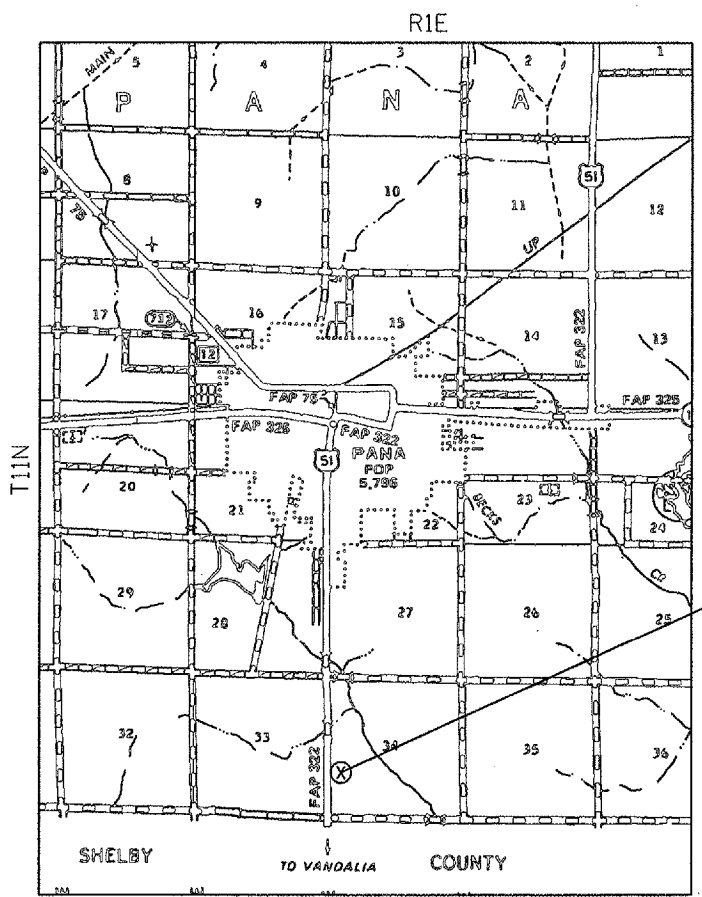 R1E
MAIN
5 4 3 2 1
P A N A
8 9 10 11 12
51
76
UP
17 16 15 14 13
12
FAP 322
FAP 76
FAP 325
FAP 322
PANA
POP
5,796
51
T11N
20 21 22 23 24
BECKS
CR
29 28 27 26 25
32 33 34 35 36
FAP 322
X
SHELBY COUNTY
TO VANDALIA